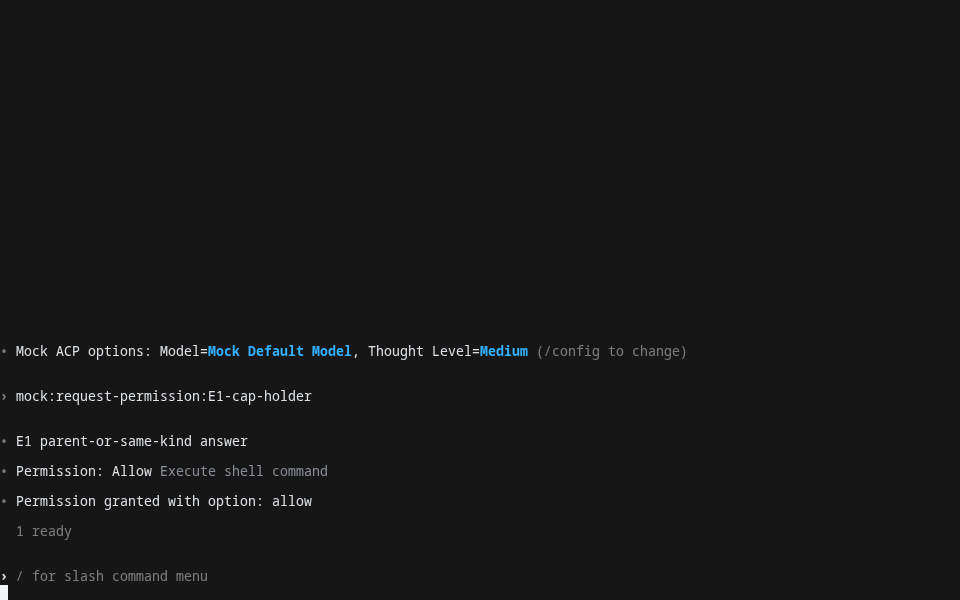 • Mock ACP options: Model=Mock Default Model, Thought Level=Medium (/config to change)
› mock:request-permission:E1-cap-holder
• E1 parent-or-same-kind answer
• Permission: Allow Execute shell command
• Permission granted with option: allow
1 ready
› / for slash command menu